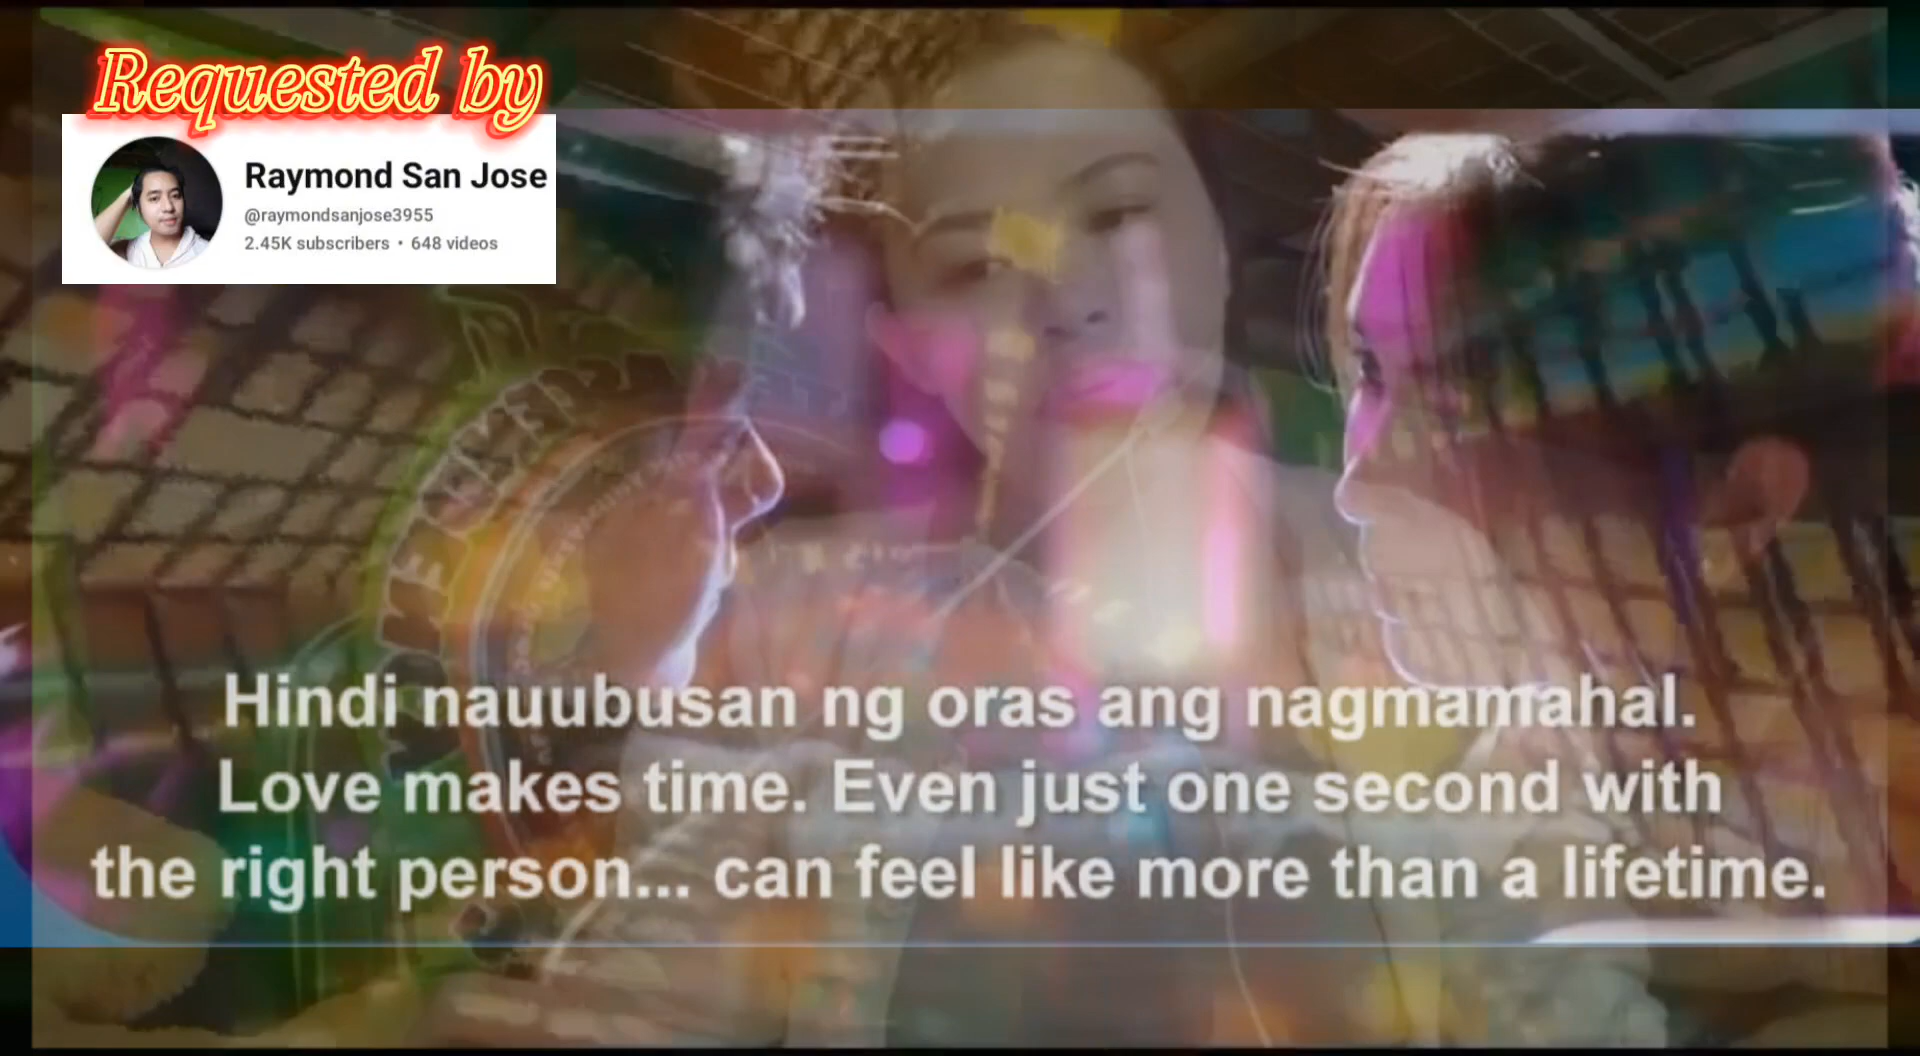 Requested by
Raymond San Jose
@raymondsanjose3955
2.45K subscribers • 648 videos
Hindi nauubusan ng oras ang nagmamahal.
Love makes time. Even just one second with
the right person... can feel like more than a lifetime.